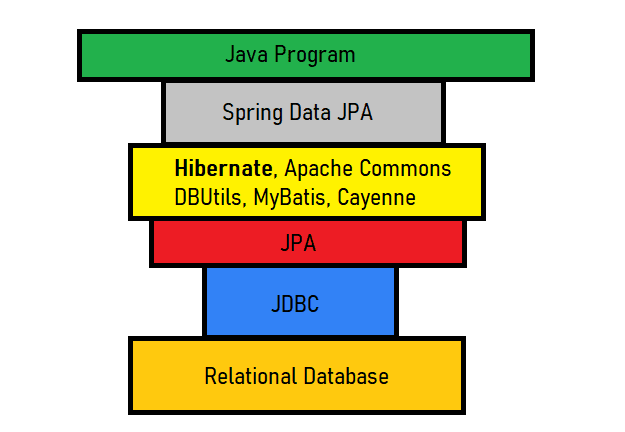 Java Program
Spring Data JPA
Hibernate, Apache Commons
DBUtils, MyBatis, Cayenne
JPA
JDBC
Relational Database